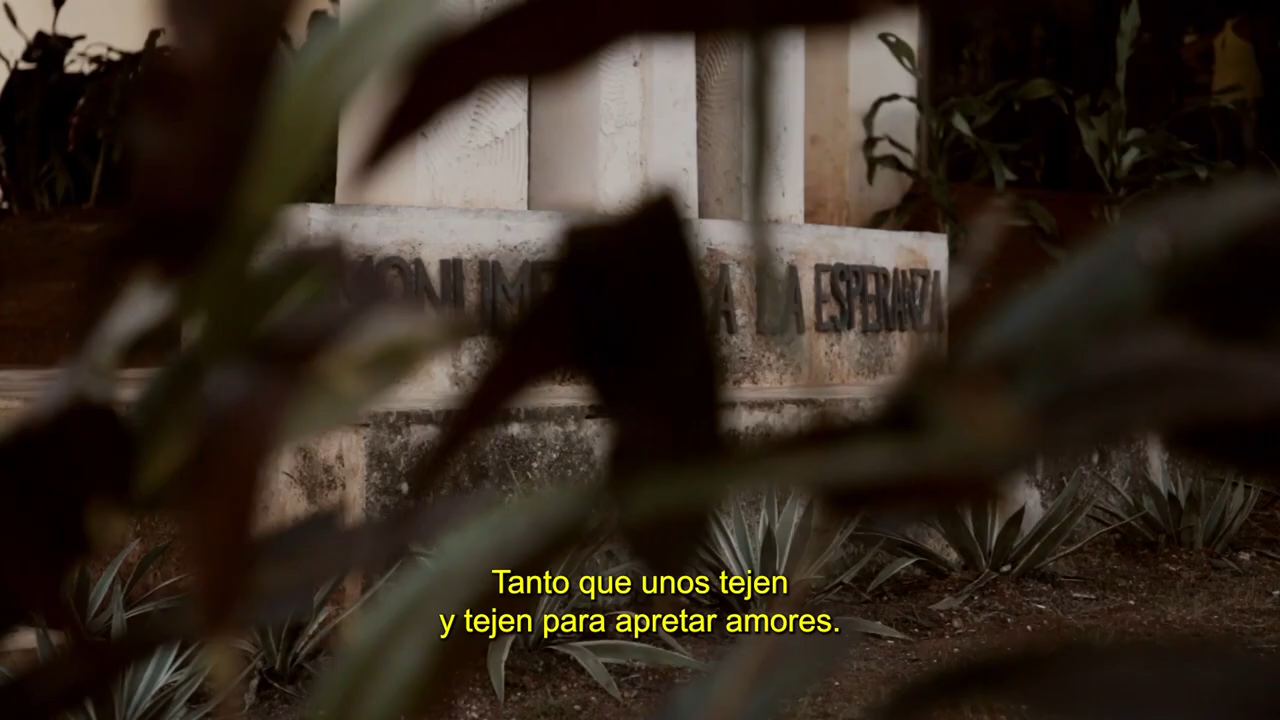 A LA ESPERANZA
Tanto que unos tejen
y tejen para apretar amores.